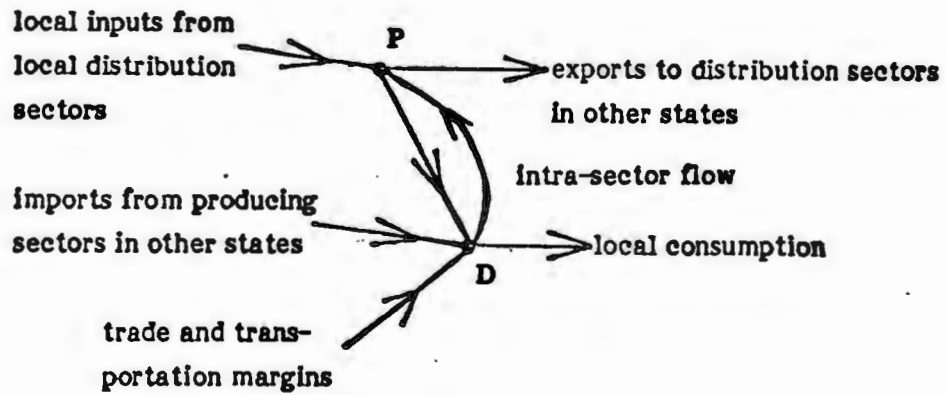 local inputs from
local distribution
sectors
P
exports to distribution sectors
in other states
intra-sector flow
imports from producing
sectors in other states
local consumption
D
trade and trans-
portation margins